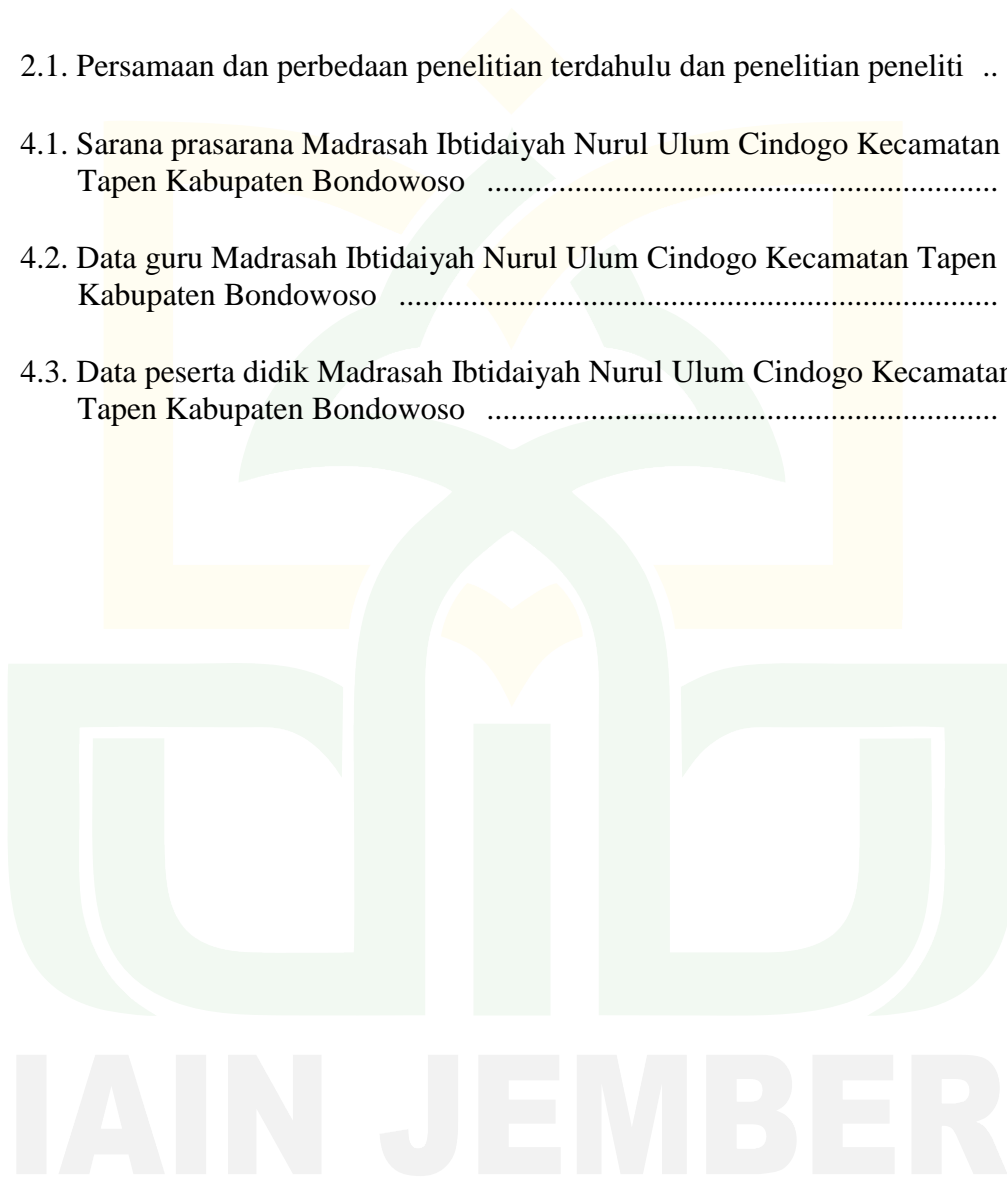 2.1. Persamaan dan perbedaan penelitian terdahulu dan penelitian peneliti ..
4.1. Sarana prasarana Madrasah Ibtidaiyah Nurul Ulum Cindogo Kecamatan
Tapen Kabupaten Bondowoso ......................................................
4.2. Data guru Madrasah Ibtidaiyah Nurul Ulum Cindogo Kecamatan Tapen
Kabupaten Bondowoso ...............................................................
4.3. Data peserta didik Madrasah Ibtidaiyah Nurul Ulum Cindogo Kecamatan
Tapen Kabupaten Bondowoso ......................................................
IAIN JEMBER